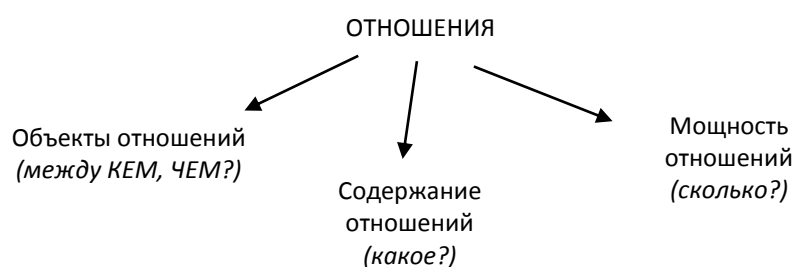 ОТНОШЕНИЯ
Объекты отношений
(между КЕМ, ЧЕМ?)
Содержание
отношений
(какое?)
Мощность
отношений
(сколько?)